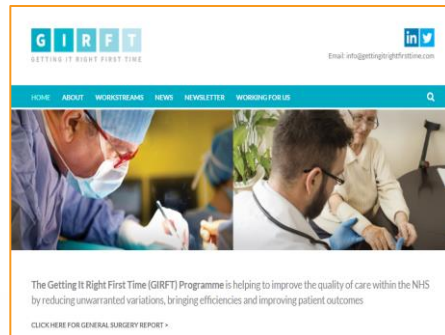 GIRFT
GETTING IT RIGHT FIRST TIME
in
Email: info@gettingitrightfirsttime.com
HOME ABOUT WORKSTREAMS NEWS NEWSLETTER WORKING FOR US
The Getting It Right First Time (GIRFT) Programme is helping to improve the quality of care within the NHS
by reducing unwarranted variations, bringing efficiencies and improving patient outcomes
CLICK HERE FOR GENERAL SURGERY REPORT >